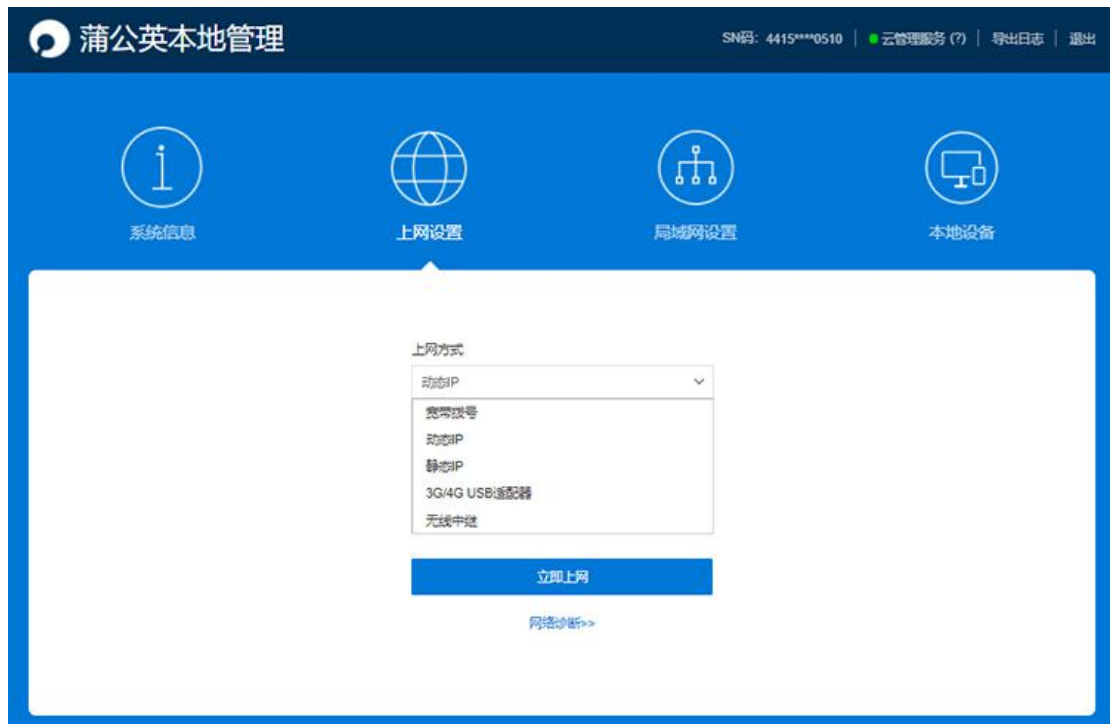 蒲公英本地管理
SN码: 4415****0510 | 云管理服务 (?) | 导出日志 | 退出
系统信息 上网设置 局域网设置 本地设备
上网方式
动态IP
宽带拨号
动态IP
静态IP
3G/4G USB适配器
无线中继
立即上网
网络诊断>>